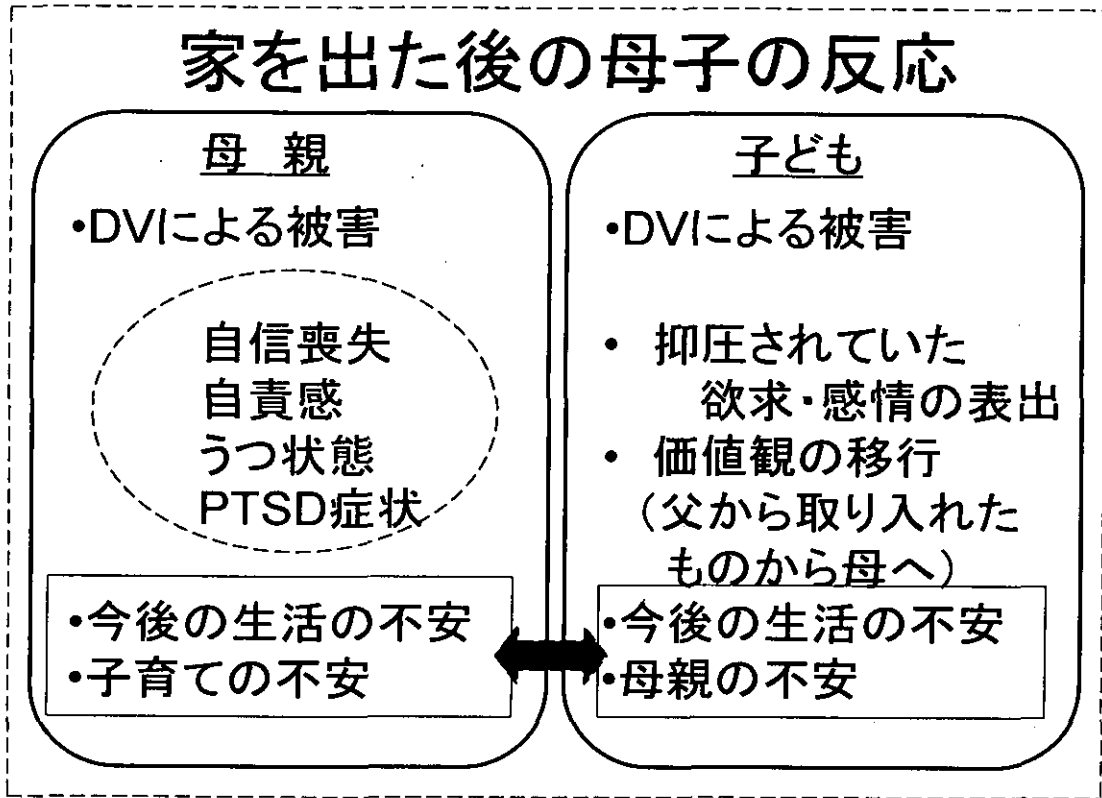 家を出た後の母子の反応
母 親
•DVによる被害
自信喪失
自責感
うつ状態
PTSD症状
•今後の生活の不安
•子育ての不安
子ども
•DVによる被害
• 抑圧されていた
欲求・感情の表出
• 価値観の移行
（父から取り入れた
ものから母へ）
•今後の生活の不安
•母親の不安